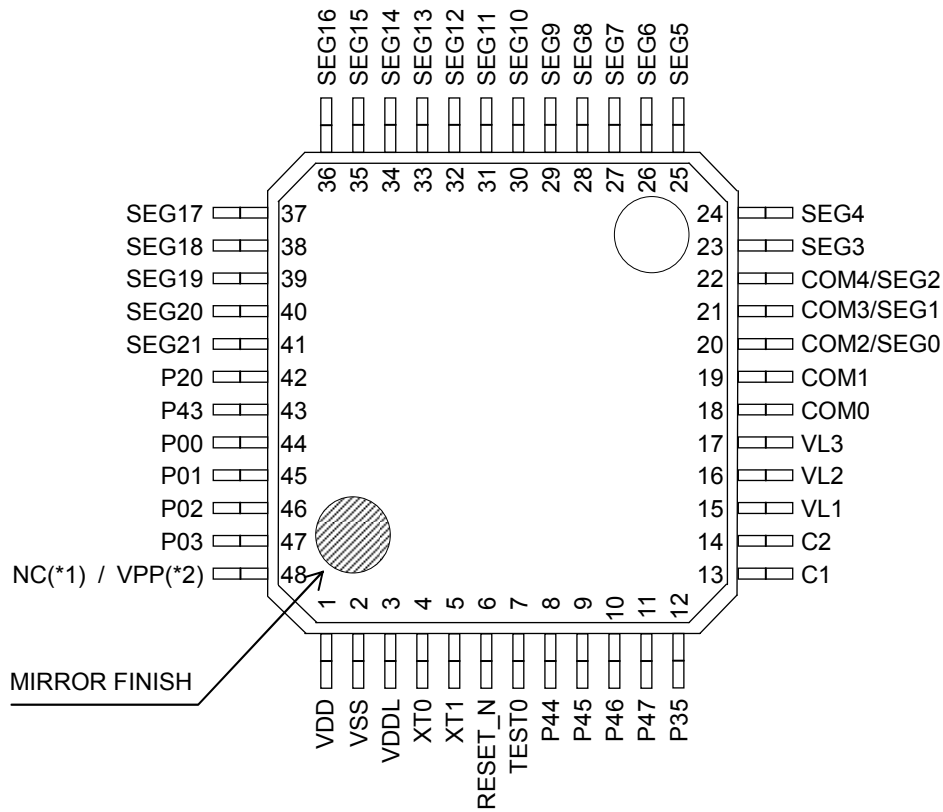 SEG16
SEG15
SEG14
SEG13
SEG12
SEG11
SEG10
SEG9
SEG8
SEG7
SEG6
SEG5
36
35
34
33
32
31
30
29
28
27
26
25
SEG17 37
SEG18 38
SEG19 39
SEG20 40
SEG21 41
P20 42
P43 43
P00 44
P01 45
P02 46
P03 47
NC(*1) / VPP(*2) 48
24 SEG4
23 SEG3
22 COM4/SEG2
21 COM3/SEG1
20 COM2/SEG0
19 COM1
18 COM0
17 VL3
16 VL2
15 VL1
14 C2
13 C1
1
2
3
4
5
6
7
8
9
10
11
12
MIRROR FINISH
VDD
VSS
VDDL
XT0
XT1
RESET_N
TEST0
P44
P45
P46
P47
P35